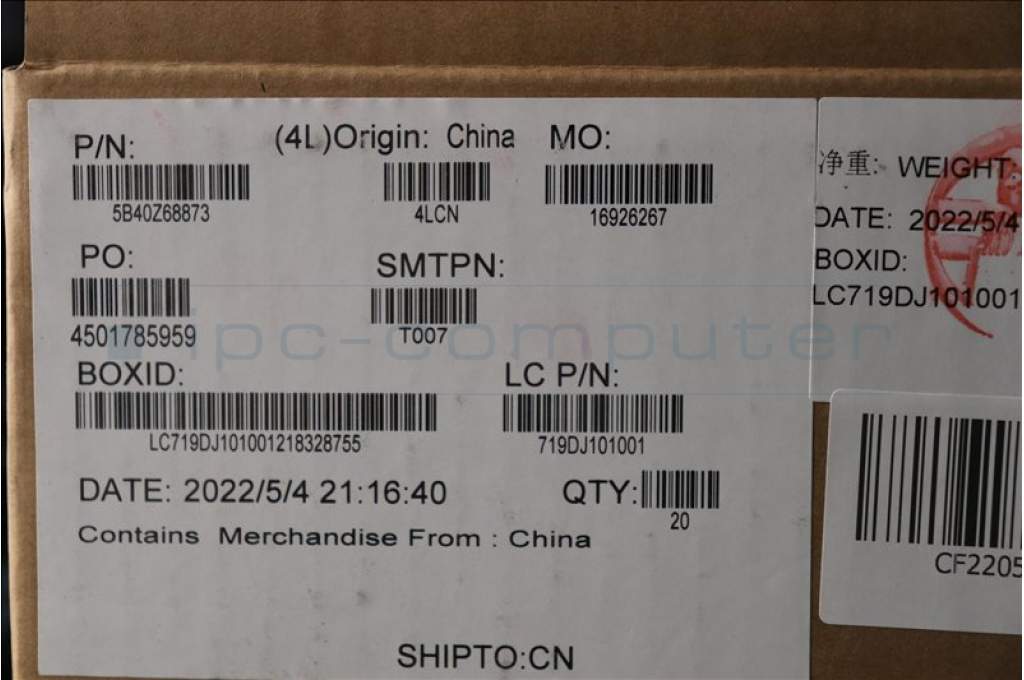 P/N: (4L)Origin: China MO:
5B40Z68873 4LCN 16926267
PO: SMTPN:
4501785959 T007
BOXID: LC P/N:
LC719DJ101001218328755 719DJ101001
DATE: 2022/5/4 21:16:40 QTY:
20
Contains Merchandise From : China
SHIPTO:CN
净重: WEIGHT:
DATE: 2022/5/4
BOXID:
LC719DJ101001
CF2205
ipc-computer